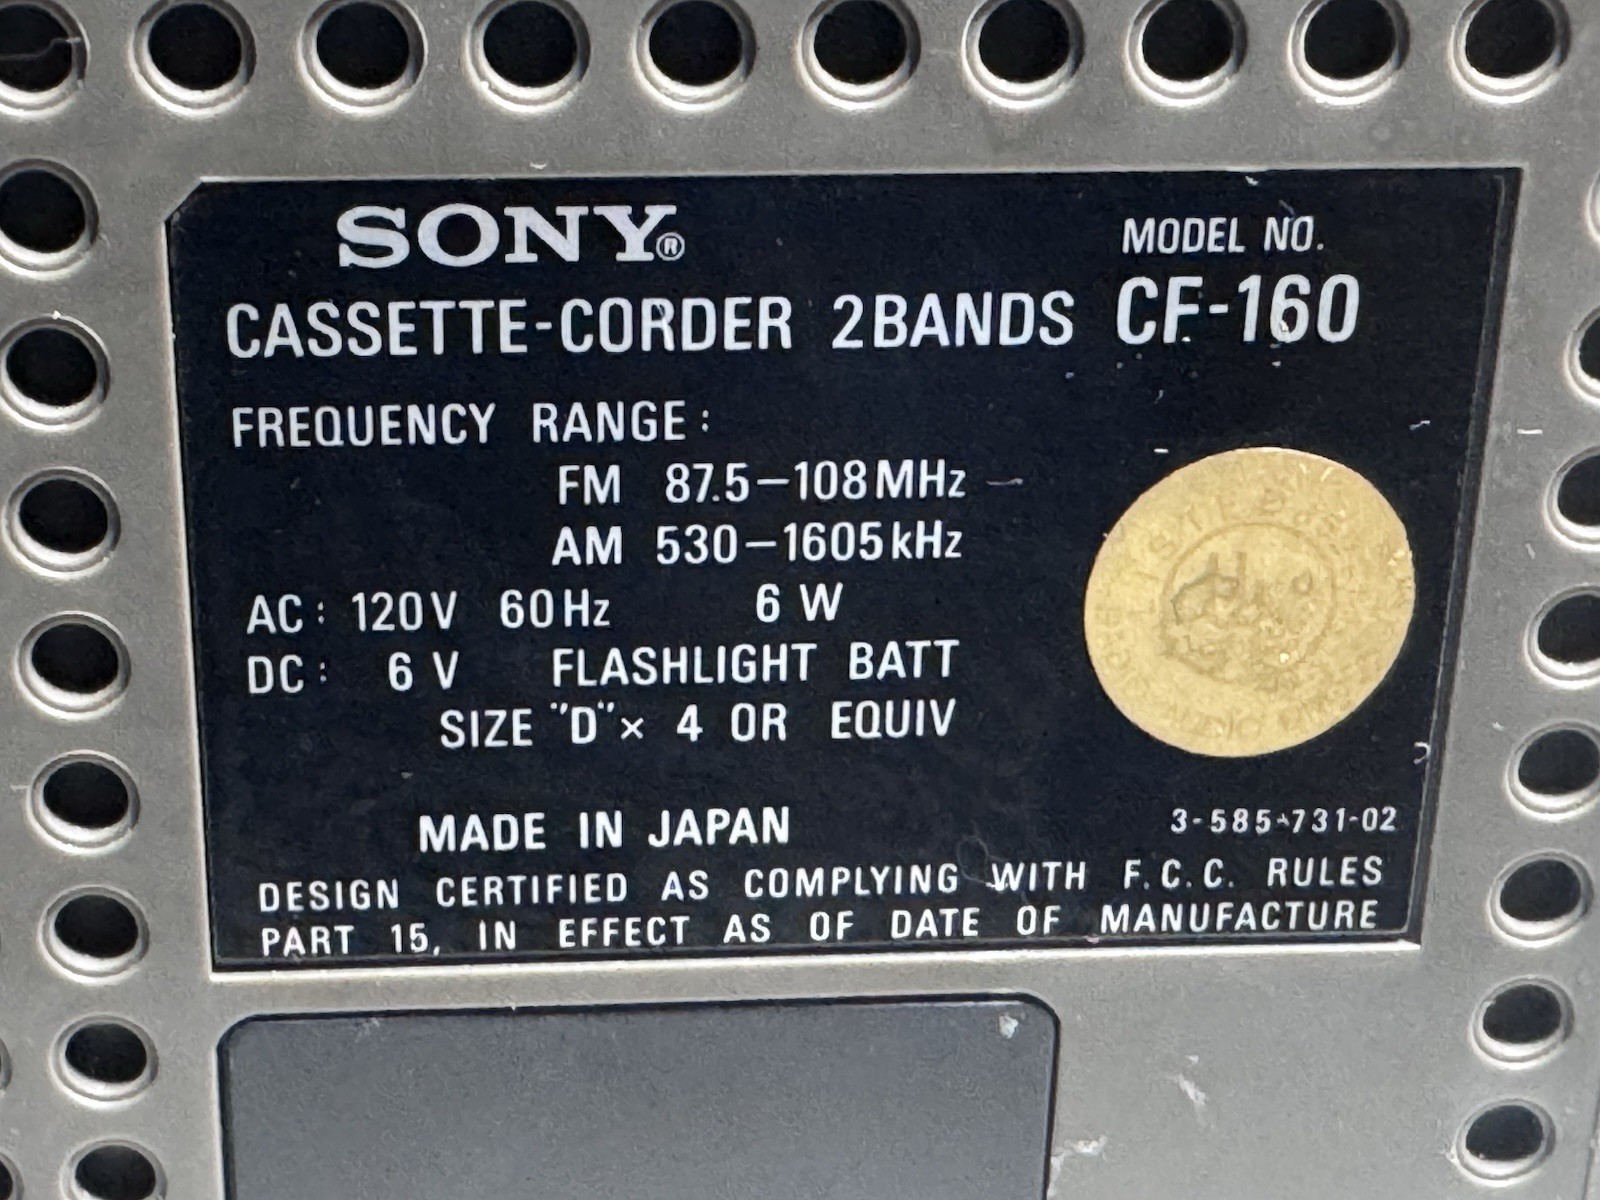 SONY®
MODEL NO.
CASSETTE-CORDER 2BANDS CF-160
FREQUENCY RANGE:
FM 87.5–108MHz
AM 530–1605kHz
AC: 120V 60Hz 6 W
DC: 6 V FLASHLIGHT BATT
SIZE "D"× 4 OR EQUIV
MADE IN JAPAN
3-585-731-02
DESIGN CERTIFIED AS COMPLYING WITH F.C.C. RULES
PART 15, IN EFFECT AS OF DATE OF MANUFACTURE